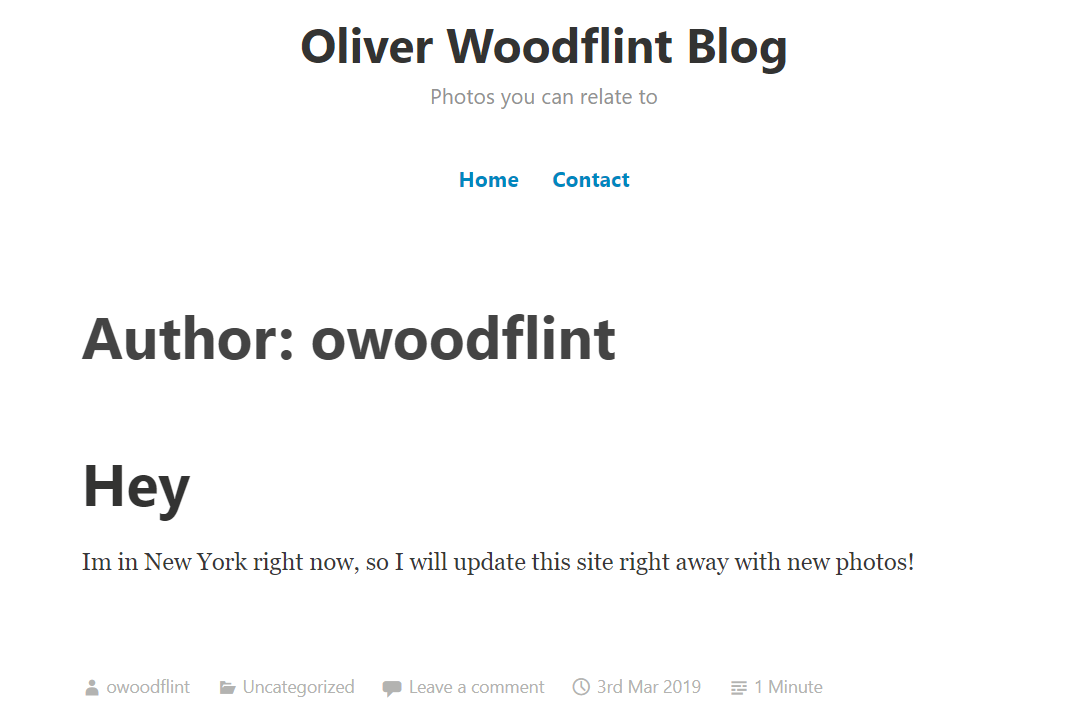 Oliver Woodflint Blog
Photos you can relate to
Home Contact
Author: owoodflint
Hey
Im in New York right now, so I will update this site right away with new photos!
owoodflint Uncategorized Leave a comment 3rd Mar 2019 1 Minute